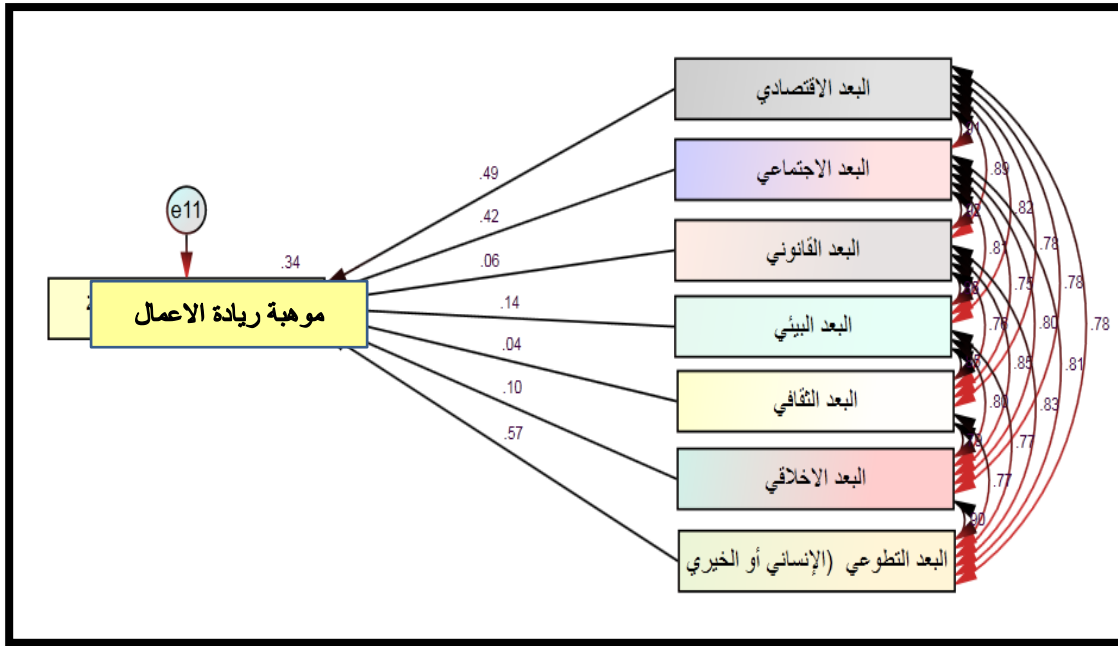 البعد الاقتصادي
.49
البعد الاجتماعي
.89
e11
.42
.82
.34
.06
البعد القانوني
.81
.78
موهبة ريادة الاعمال
.14
البعد البيئي
.75
.78
.04
.76
.80
.78
.10
البعد الثقافي
.85
.81
.57
.80
.83
البعد الاخلاقي
.77
.77
.90
البعد التطوعي (الإنساني أو الخيري